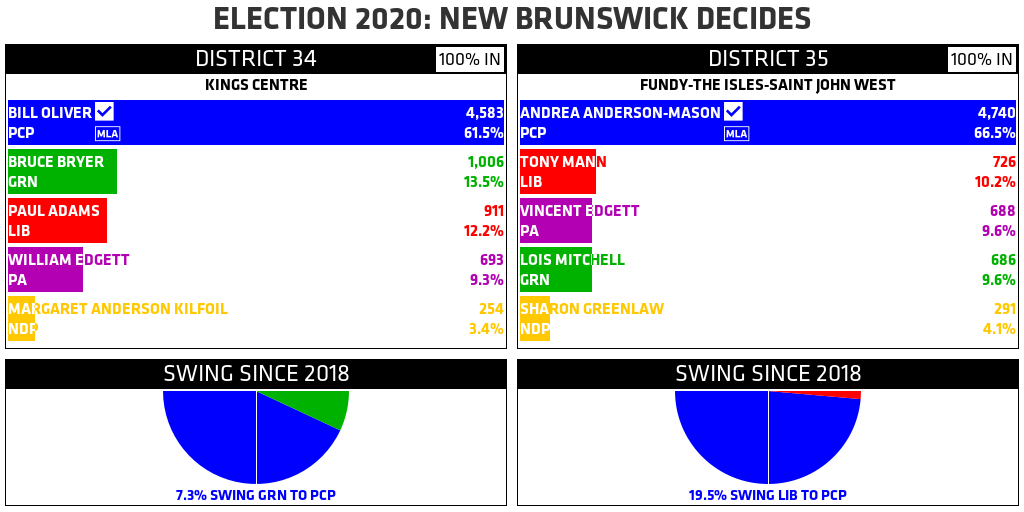 ELECTION 2020: NEW BRUNSWICK DECIDES
DISTRICT 34 100% IN
KINGS CENTRE
BILL OLIVER 4,583
PCP MLA 61.5%
BRUCE BRYER 1,006
GRN 13.5%
PAUL ADAMS 911
LIB 12.2%
WILLIAM EDGETT 693
PA 9.3%
MARGARET ANDERSON KILFOIL 254
NDP 3.4%
SWING SINCE 2018
7.3% SWING GRN TO PCP
DISTRICT 35 100% IN
FUNDY-THE ISLES-SAINT JOHN WEST
ANDREA ANDERSON-MASON 4,740
PCP MLA 66.5%
TONY MANN 726
LIB 10.2%
VINCENT EDGETT 688
PA 9.6%
LOIS MITCHELL 686
GRN 9.6%
SHARON GREENLAW 291
NDP 4.1%
SWING SINCE 2018
19.5% SWING LIB TO PCP